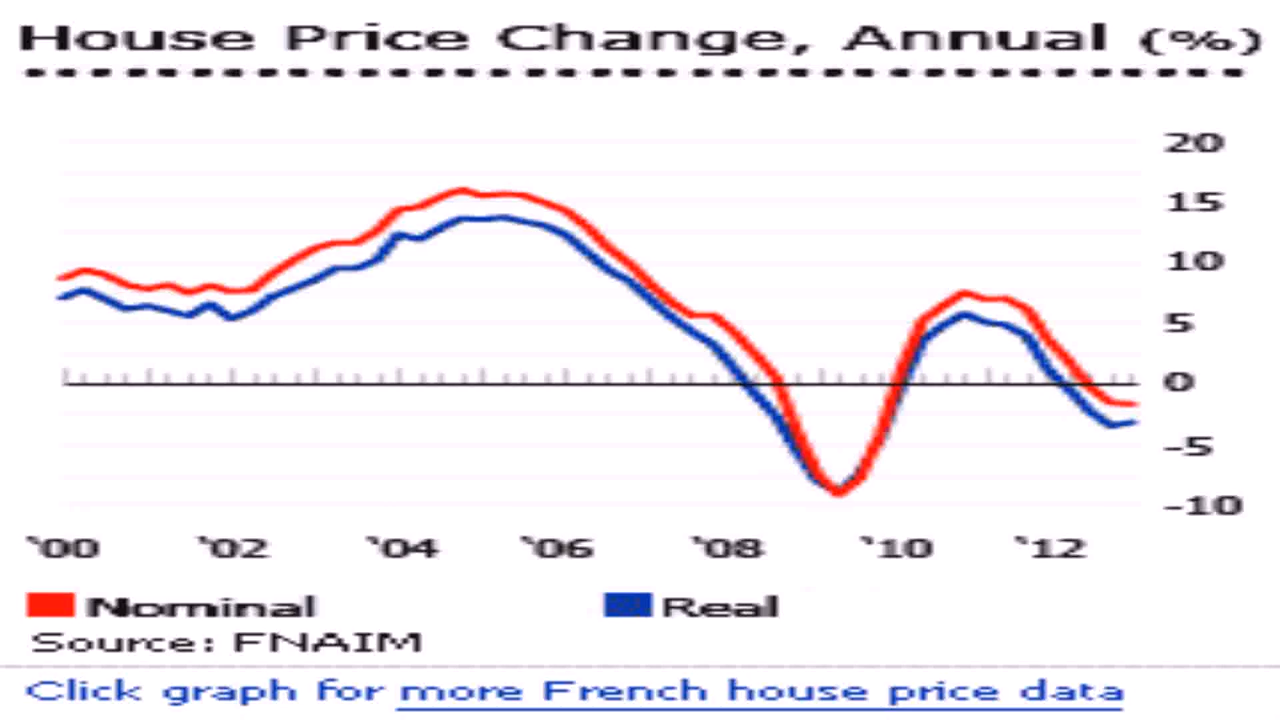 House Price Change, Annual (%)
20
15
10
5
0
-5
-10
`00 `02 `04 `06 `08 `10 `12
Nominal Real
Source: FNAIM
Click graph for more French house price data